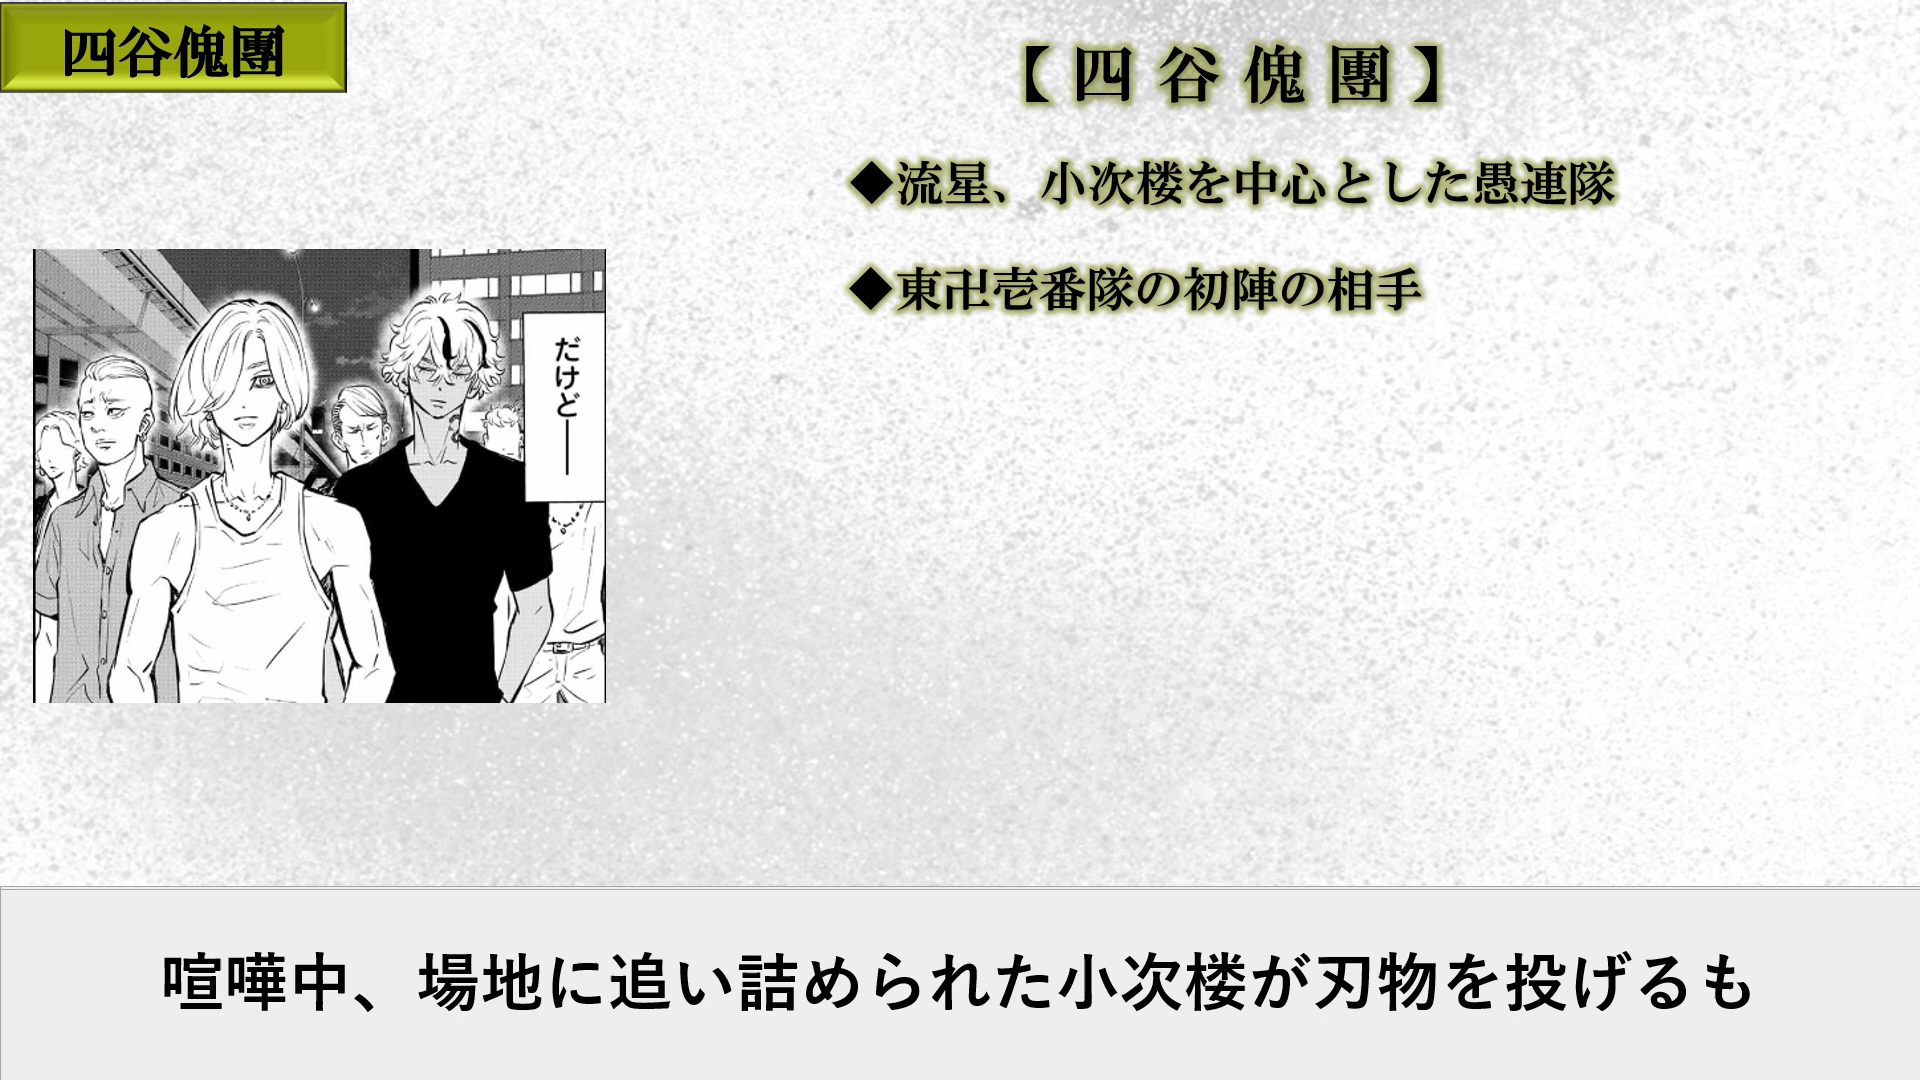 四谷傀團
【四谷傀團】
◆流星、小次楼を中心とした愚連隊
◆東卍壱番隊の初陣の相手
だけど――
喧嘩中、場地に追い詰められた小次楼が刃物を投げるも